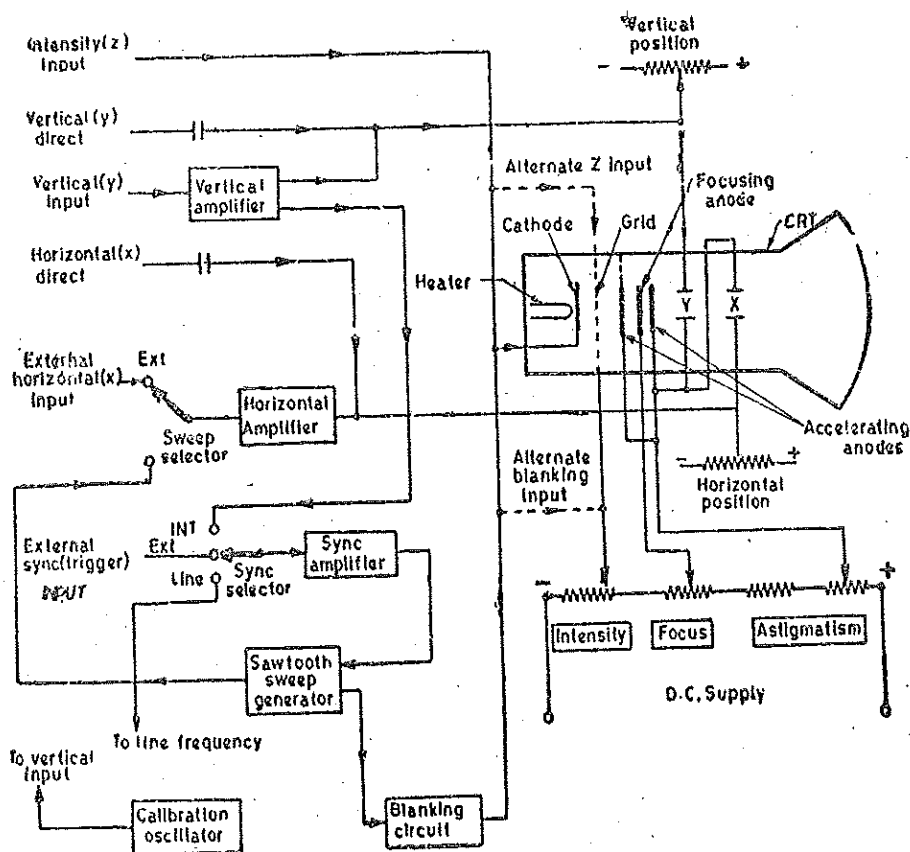 Intensity(z)
Input
Vertical(y)
direct
Vertical(y)
Input
Vertical
amplifier
Horizontal(x)
direct
External
horizontal(x)
Input
Ext
Sweep
selector
Horizontal
Amplifier
INT
External
sync(trigger)
INPUT
Ext
Line
Sync
selector
Sync
amplifier
Sawtooth
sweep
generator
To line frequency
To vertical
input
Calibration
oscillator
Blanking
circuit
Vertical
position
- +
Alternate Z input
Focusing
anode
Cathode
Grid
CRT
Heater
Y
X
Accelerating
anodes
- +
Horizontal
position
Alternate
blanking
input
- +
Intensity
Focus
Astigmatism
D.C. Supply